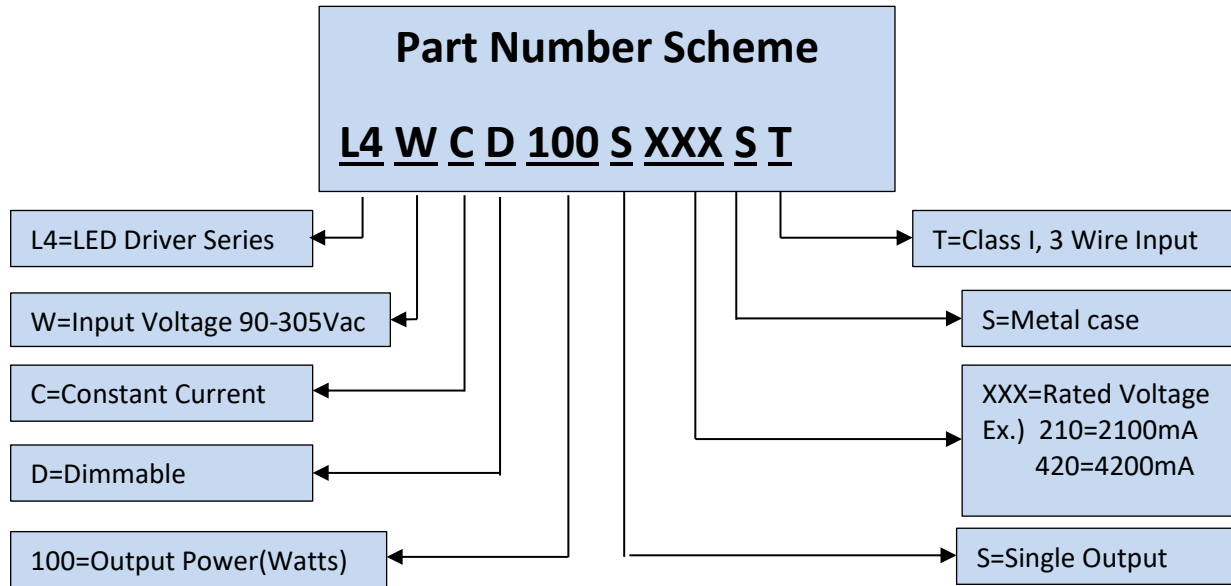 Part Number Scheme
L4 W C D 100 S XXX S T
L4=LED Driver Series
W=Input Voltage 90-305Vac
C=Constant Current
D=Dimmable
100=Output Power(Watts)
T=Class I, 3 Wire Input
S=Metal case
XXX=Rated Voltage
Ex.) 210=2100mA
420=4200mA
S=Single Output